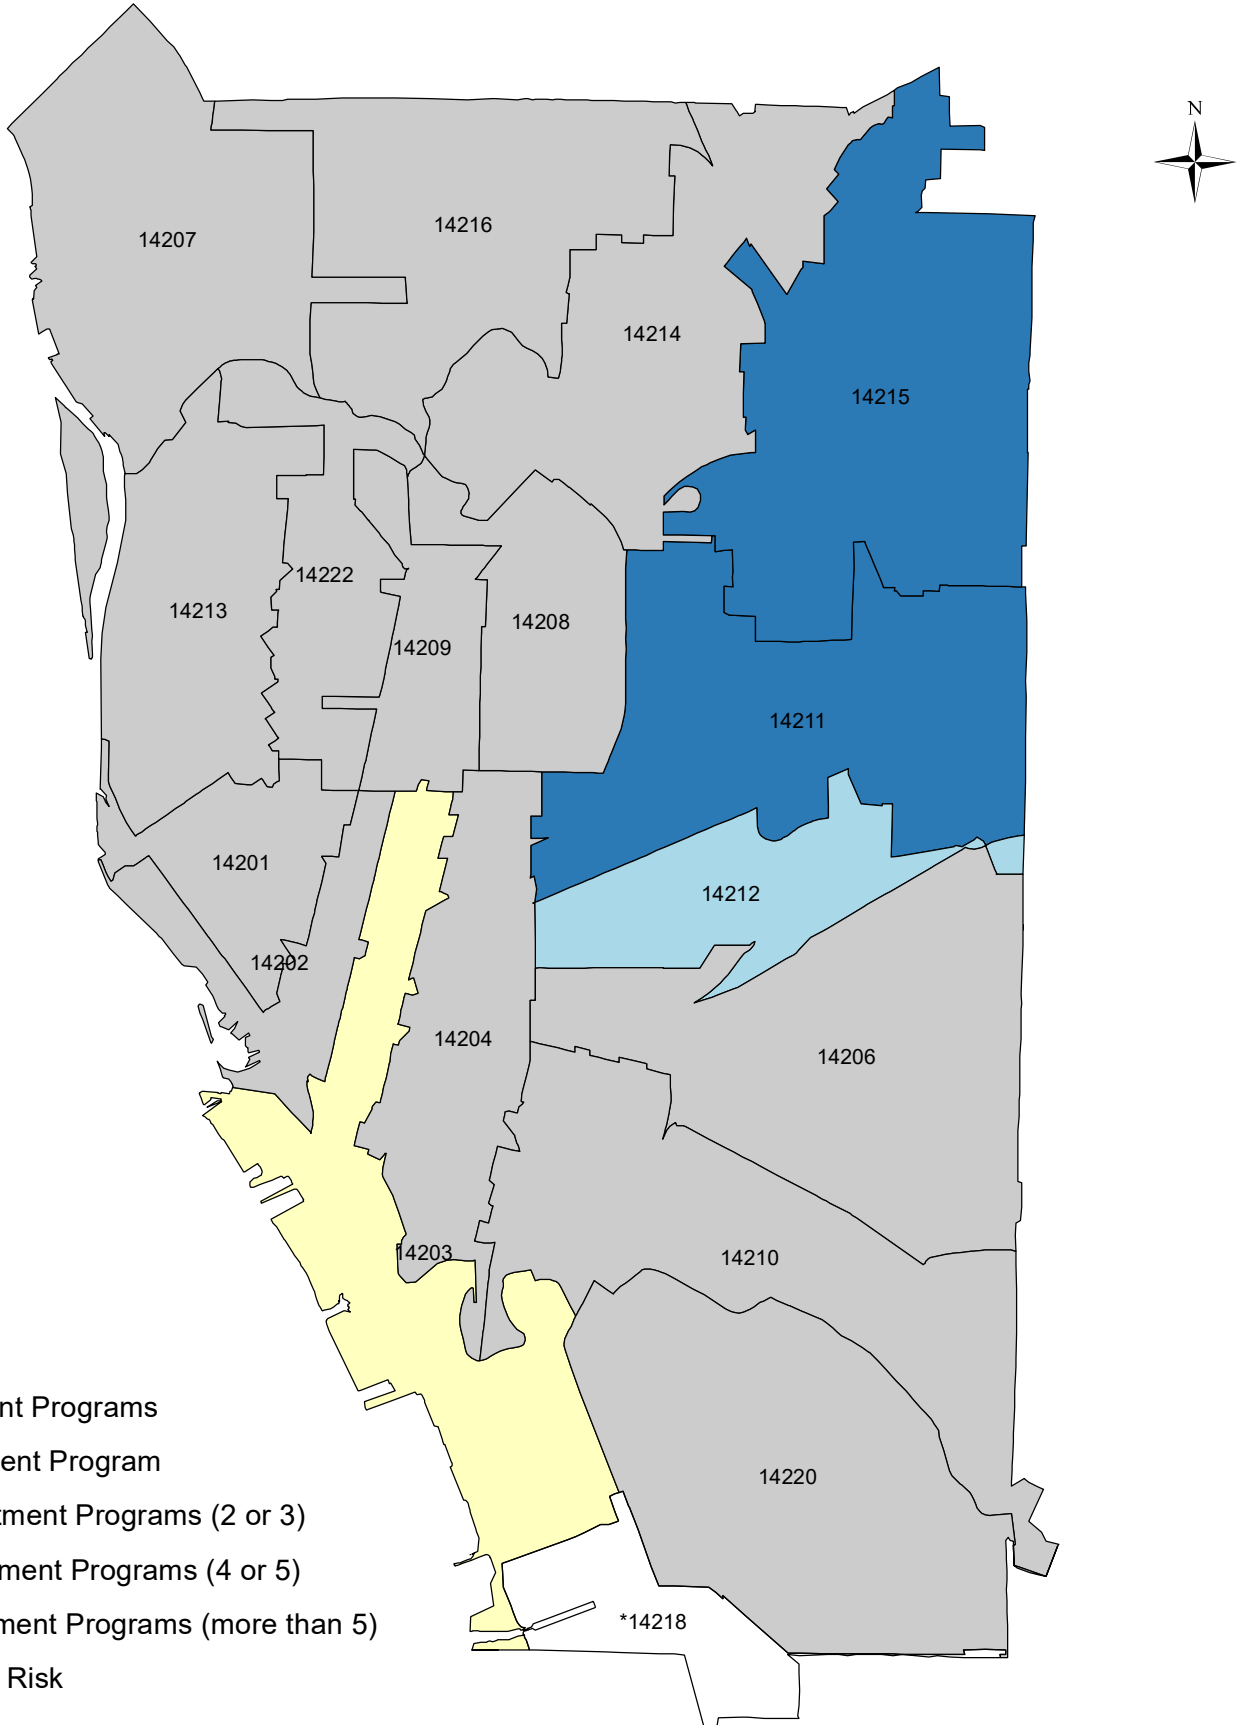 N
14207
14216
14214
14215
14222
14213
14208
14209
14211
14201
14212
14202
14204
14206
14203
14210
14220
*14218
nt Programs
ent Program
tment Programs (2 or 3)
ment Programs (4 or 5)
ment Programs (more than 5)
Risk